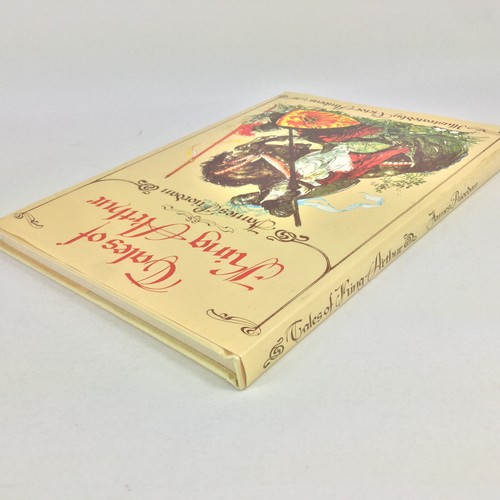 Tales of
King Arthur
James Riordan
Illustrated by Victor Ambrus
Tales of King Arthur James Riordan